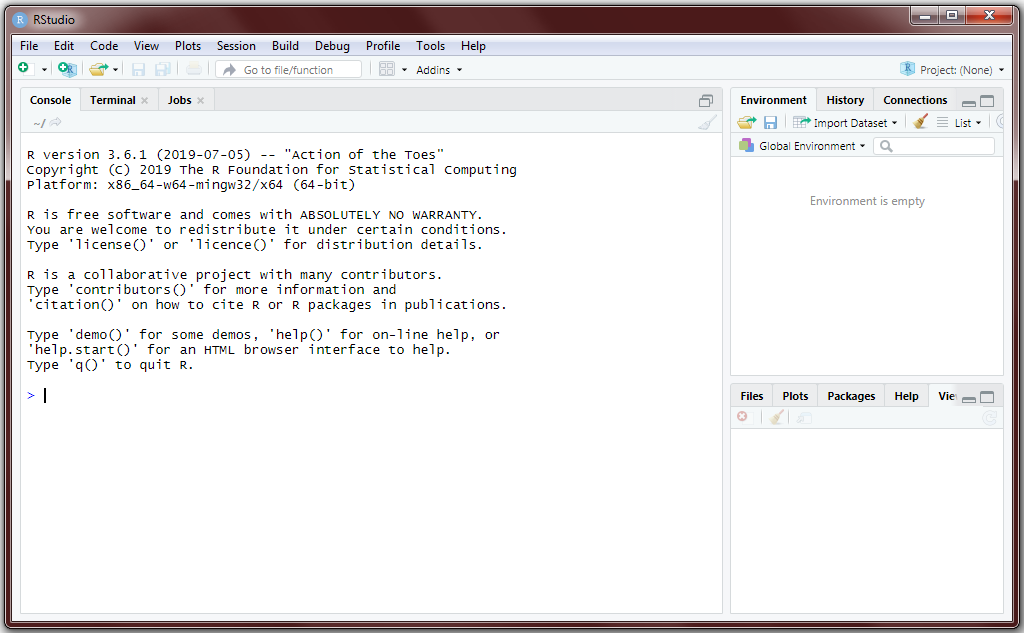 RStudio
File Edit Code View Plots Session Build Debug Profile Tools Help
Go to file/function Addins Project: (None)
Console Terminal Jobs
~/
R version 3.6.1 (2019-07-05) -- "Action of the Toes"
Copyright (C) 2019 The R Foundation for Statistical Computing
Platform: x86_64-w64-mingw32/x64 (64-bit)
R is free software and comes with ABSOLUTELY NO WARRANTY.
You are welcome to redistribute it under certain conditions.
Type 'license()' or 'licence()' for distribution details.
R is a collaborative project with many contributors.
Type 'contributors()' for more information and
'citation()' on how to cite R or R packages in publications.
Type 'demo()' for some demos, 'help()' for on-line help, or
'help.start()' for an HTML browser interface to help.
Type 'q()' to quit R.
>
Environment History Connections
Import Dataset List
Global Environment
Environment is empty
Files Plots Packages Help Vie